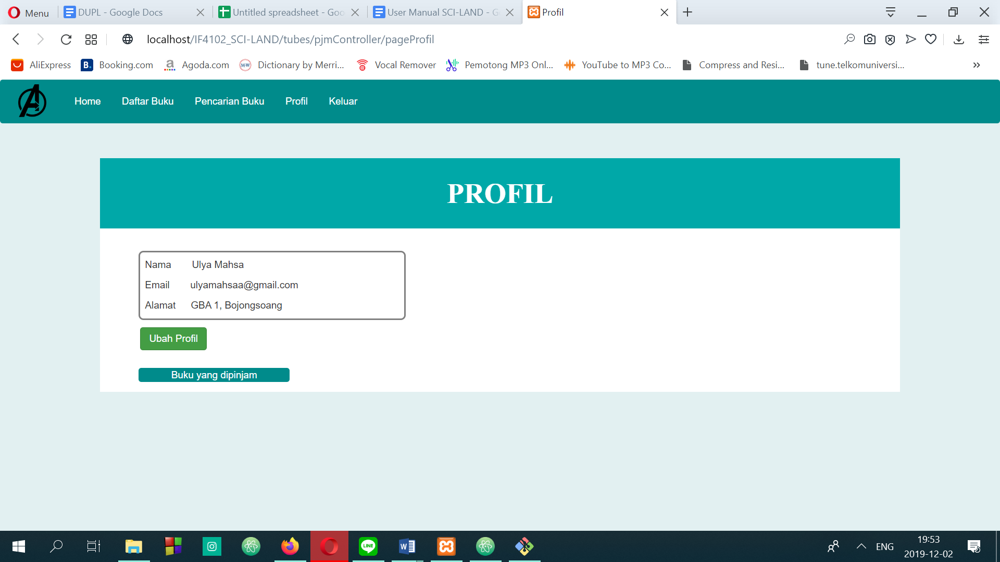 Menu
DUPL - Google Docs
Untitled spreadsheet - Goo
User Manual SCI-LAND - G
Profil
localhost/IF4102_SCI-LAND/tubes/pjmController/pageProfil
AliExpress
Booking.com
Agoda.com
Dictionary by Merri...
Vocal Remover
Pemotong MP3 Onl...
YouTube to MP3 Co...
Compress and Resi...
tune.telkomuniversi...
Home
Daftar Buku
Pencarian Buku
Profil
Keluar
PROFIL
Nama Ulya Mahsa
Email ulyamahsaa@gmail.com
Alamat GBA 1, Bojongsoang
Ubah Profil
Buku yang dipinjam
LINE
ENG
19:53
2019-12-02